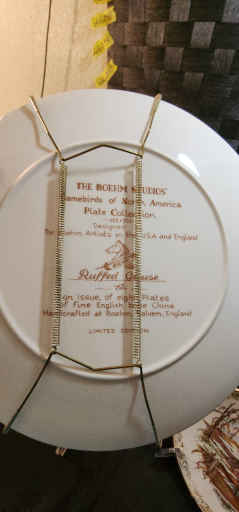 THE BOEHM STUDIOS'
Gamebirds of North America
Plate Collection
Designed
by Boehm Artists in the USA and England
Ruffed Grouse
The
sign issue, of eight Plates
of fine English Bone China
Handcrafted at Boehm, Malvern, England
LIMITED EDITION